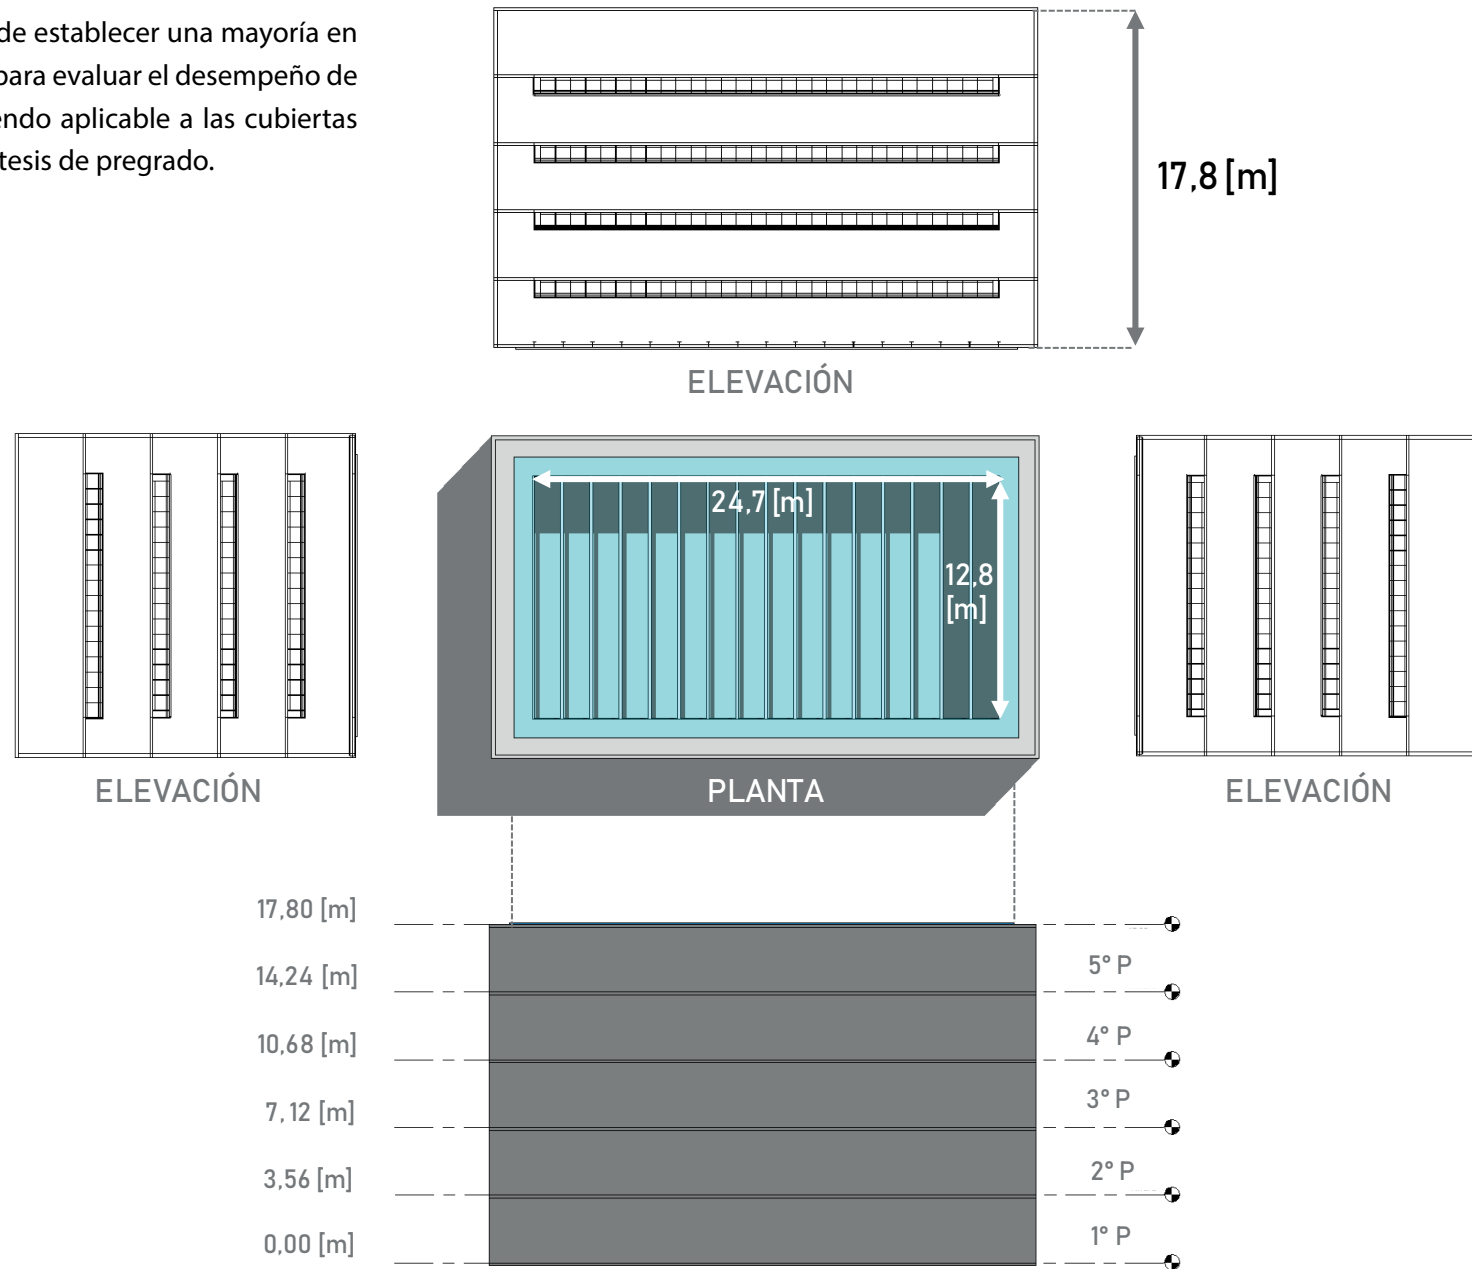 de establecer una mayoría en
para evaluar el desempeño de
endo aplicable a las cubiertas
tesis de pregrado.
17,8 [m]
ELEVACIÓN
24,7 [m]
12,8
[m]
ELEVACIÓN
PLANTA
ELEVACIÓN
17,80 [m]
5° P
14,24 [m]
4° P
10,68 [m]
3° P
7,12 [m]
2° P
3,56 [m]
1° P
0,00 [m]